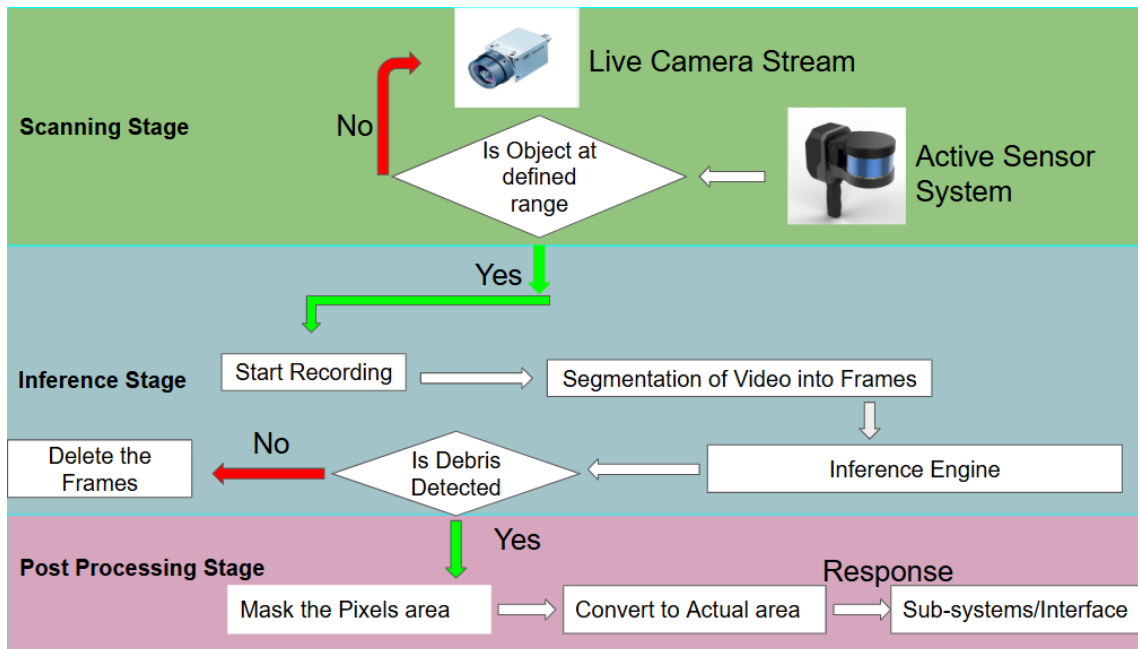 Live Camera Stream
Scanning Stage
No
Is Object at
defined
range
Active Sensor
System
Yes
Start Recording
Inference Stage
Segmentation of Video into Frames
No
Delete the
Frames
Is Debris
Detected
Inference Engine
Yes
Post Processing Stage
Response
Mask the Pixels area
Convert to Actual area
Sub-systems/Interface